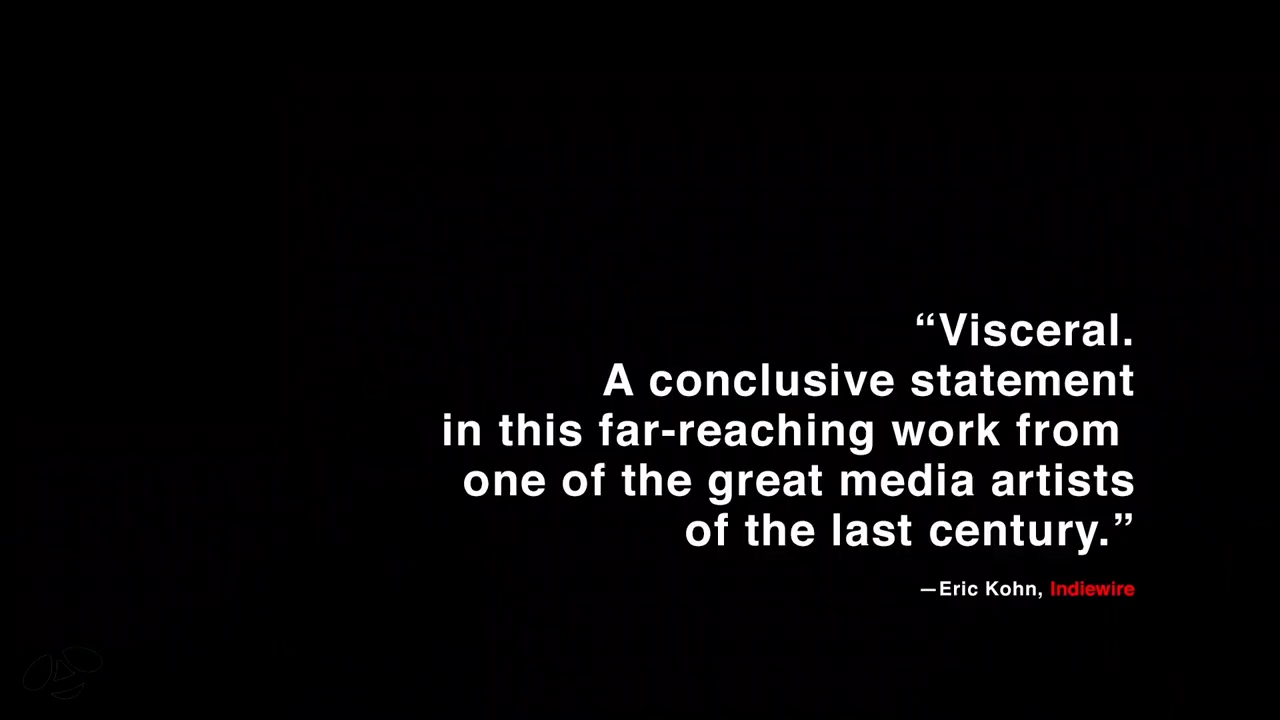 “Visceral.
A conclusive statement
in this far-reaching work from
one of the great media artists
of the last century.”
—Eric Kohn, Indiewire